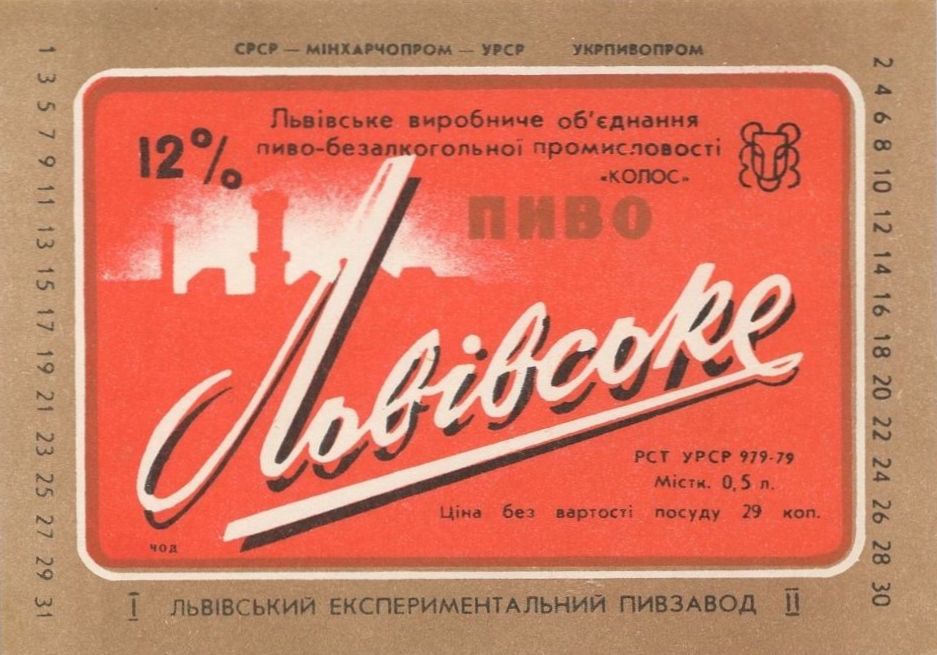 СРСР — МІНХАРЧОПРОМ — УРСР УКРПИВОПРОМ
Львівське виробниче об'єднання
пиво-безалкогольної промисловості
«КОЛОС»
12%
ПИВО
Львівське
РСТ УРСР 979-79
Містк. 0,5 л.
Ціна без вартості посуду 29 коп.
ЧОД
I ЛЬВІВСЬКИЙ ЕКСПЕРИМЕНТАЛЬНИЙ ПИВЗАВОД II
1 3 5 7 9 11 13 15 17 19 21 23 25 27 29 31
2 4 6 8 10 12 14 16 18 20 22 24 26 28 30